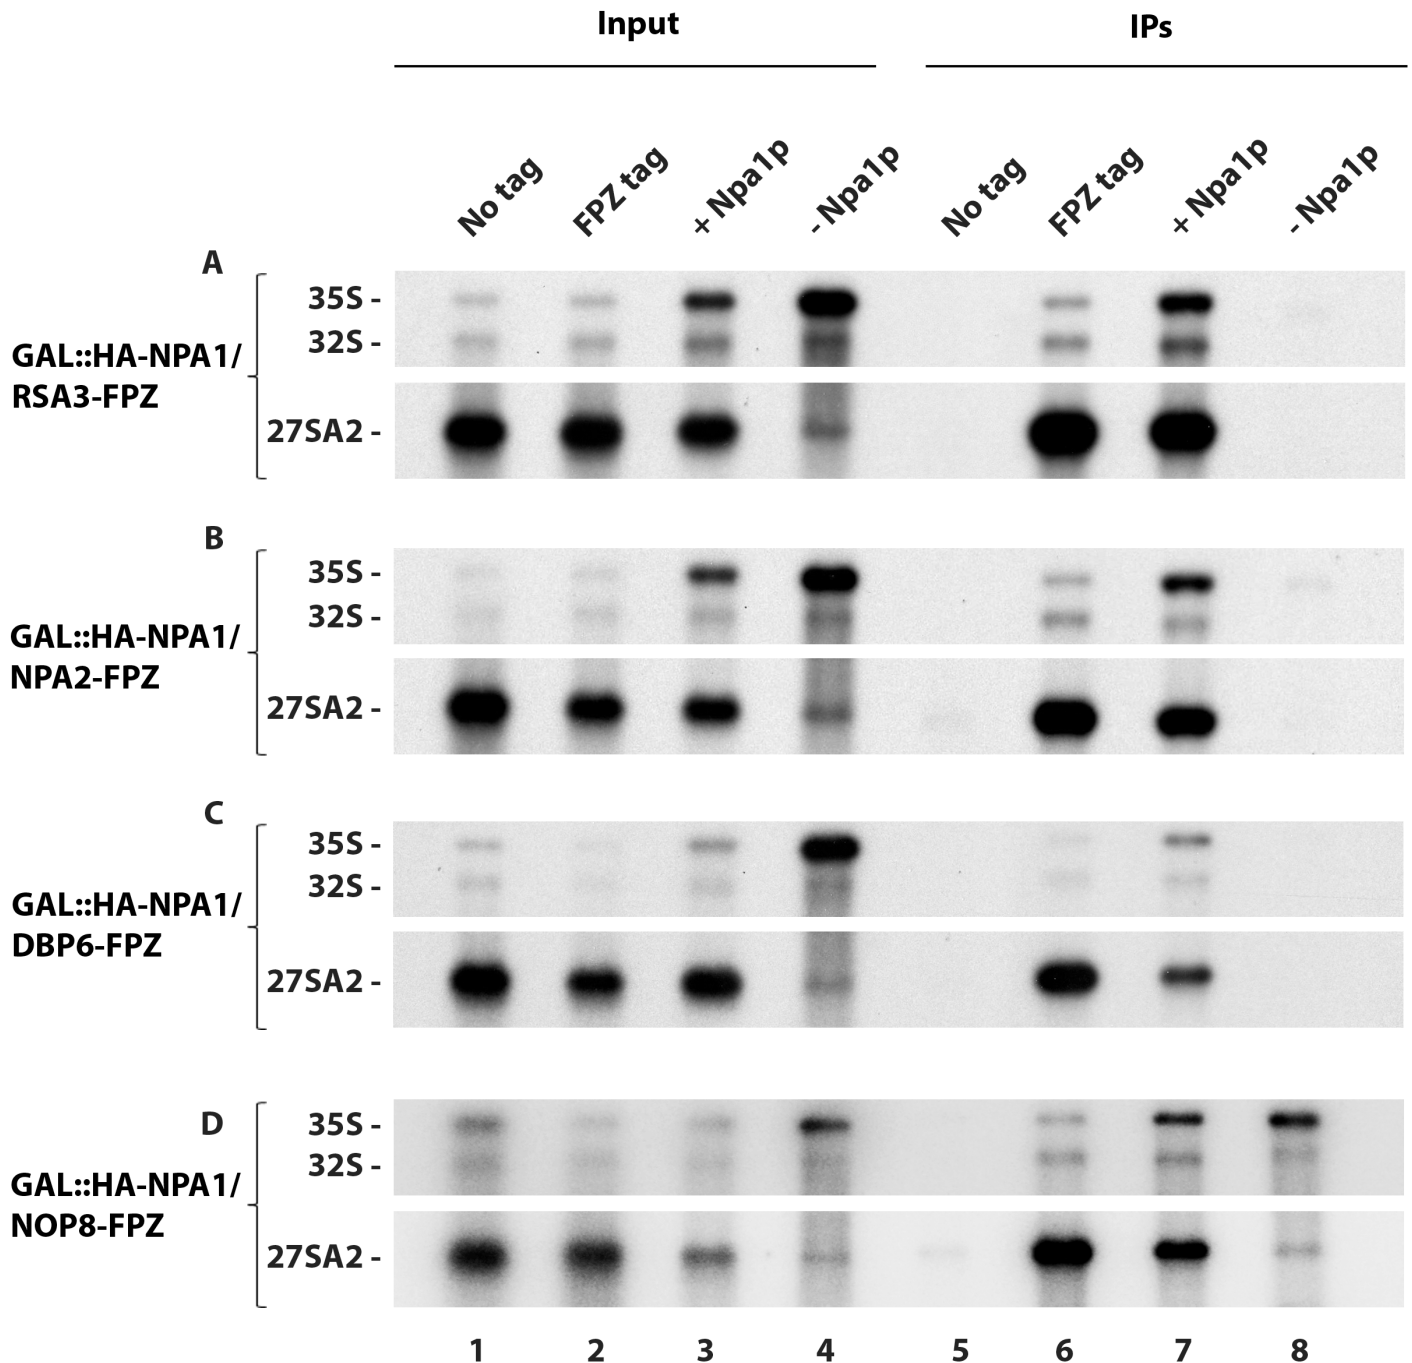 Input
IPs
No tag
FPZ tag
+ Npa1p
- Npa1p
No tag
FPZ tag
+ Npa1p
- Npa1p
A
35S -
32S -
GAL::HA-NPA1/
RSA3-FPZ
27SA2 -
B
35S -
32S -
GAL::HA-NPA1/
NPA2-FPZ
27SA2 -
C
35S -
32S -
GAL::HA-NPA1/
DBP6-FPZ
27SA2 -
D
35S -
32S -
GAL::HA-NPA1/
NOP8-FPZ
27SA2 -
1 2 3 4 5 6 7 8